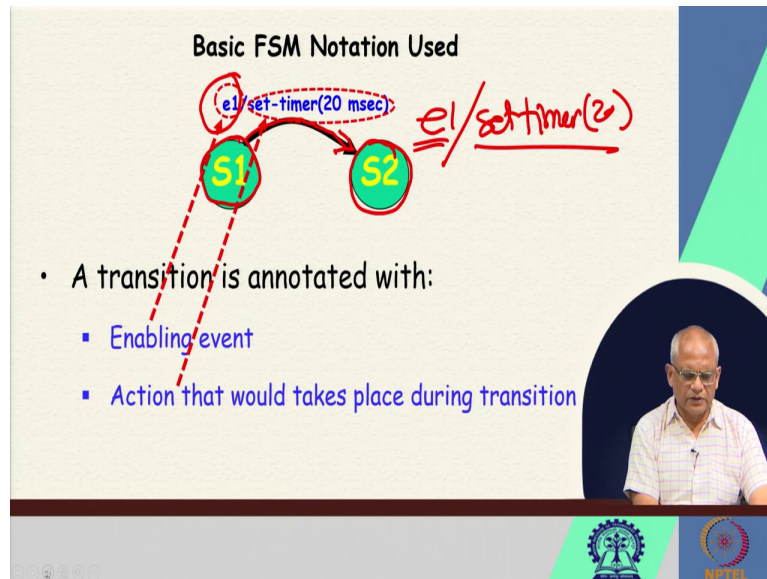 Basic FSM Notation Used
e1/set-timer(20 msec)
e1/set timer(20)
S1
S2
• A transition is annotated with:
▪ Enabling event
▪ Action that would takes place during transition
NPTEL